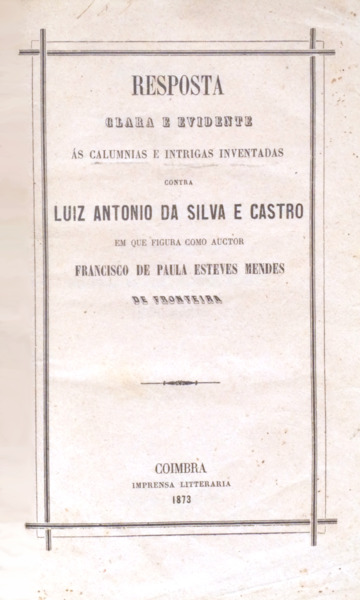 RESPOSTA
CLARA E EVIDENTE
ÁS CALUMNIAS E INTRIGAS INVENTADAS
CONTRA
LUIZ ANTONIO DA SILVA E CASTRO
EM QUE FIGURA COMO AUCTOR
FRANCISCO DE PAULA ESTEVES MENDES
DE FRONTEIRA
COIMBRA
IMPRENSA LITTERARIA
1873